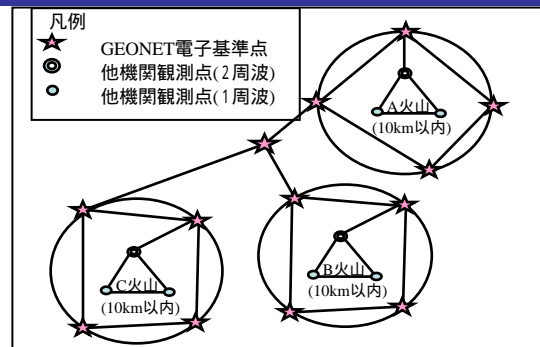 凡例
GEONET電子基準点
他機関観測点(2周波)
他機関観測点(1周波)
A火山
(10km以内)
C火山
(10km以内)
B火山
(10km以内)